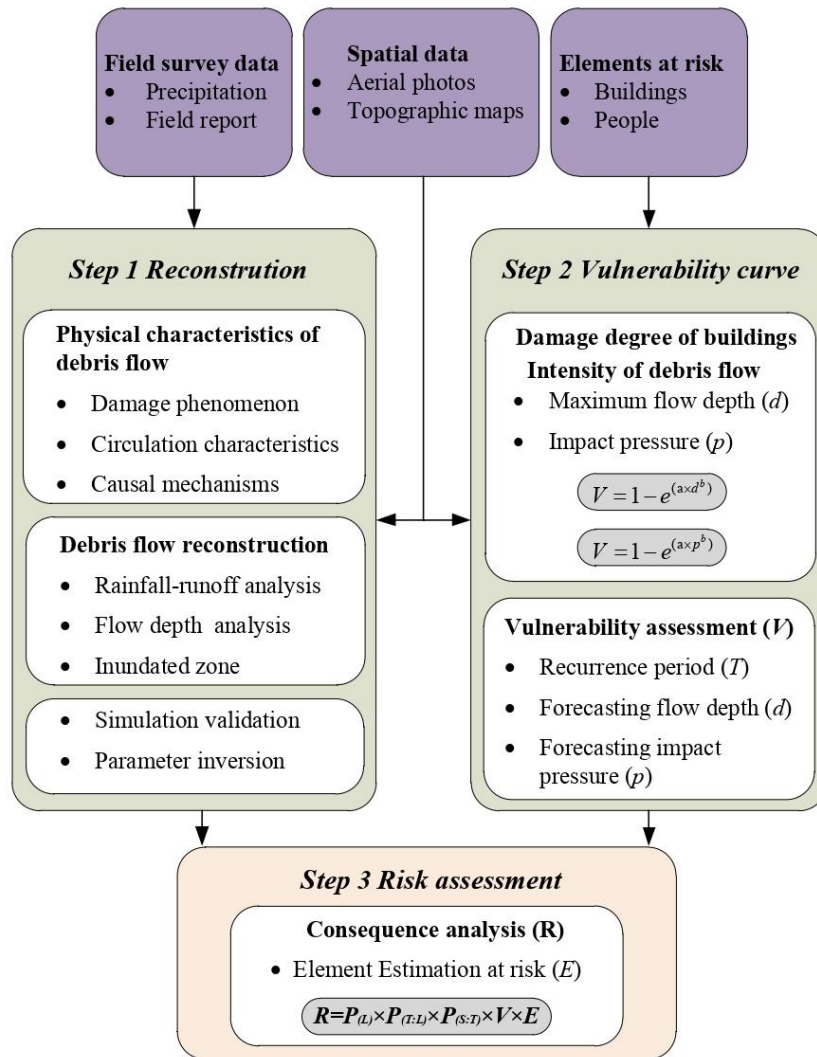 Field survey data
• Precipitation
• Field report
Spatial data
• Aerial photos
• Topographic maps
Elements at risk
• Buildings
• People
Step 1 Reconstrution
Physical characteristics of
debris flow
• Damage phenomenon
• Circulation characteristics
• Causal mechanisms
Debris flow reconstruction
• Rainfall-runoff analysis
• Flow depth analysis
• Inundated zone
• Simulation validation
• Parameter inversion
Step 2 Vulnerability curve
Damage degree of buildings
Intensity of debris flow
• Maximum flow depth (d)
• Impact pressure (p)
V = 1 − e^(a×d^b)
V = 1 − e^(a×p^b)
Vulnerability assessment (V)
• Recurrence period (T)
• Forecasting flow depth (d)
• Forecasting impact
pressure (p)
Step 3 Risk assessment
Consequence analysis (R)
• Element Estimation at risk (E)
R=P(L)×P(T:L)×P(S:T)×V×E